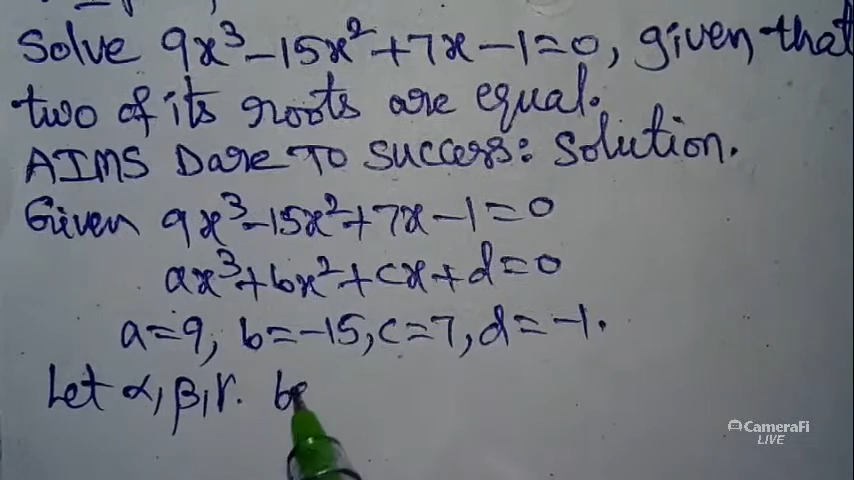 Solve 9x³-15x²+7x-1=0, given that
two of its roots are equal.
AIMS Dare To success: Solution.
Given 9x³-15x²+7x-1=0
ax³+bx²+cx+d=0
a=9, b=-15, c=7, d=-1.
Let α, β, γ. be
CameraFi
LIVE